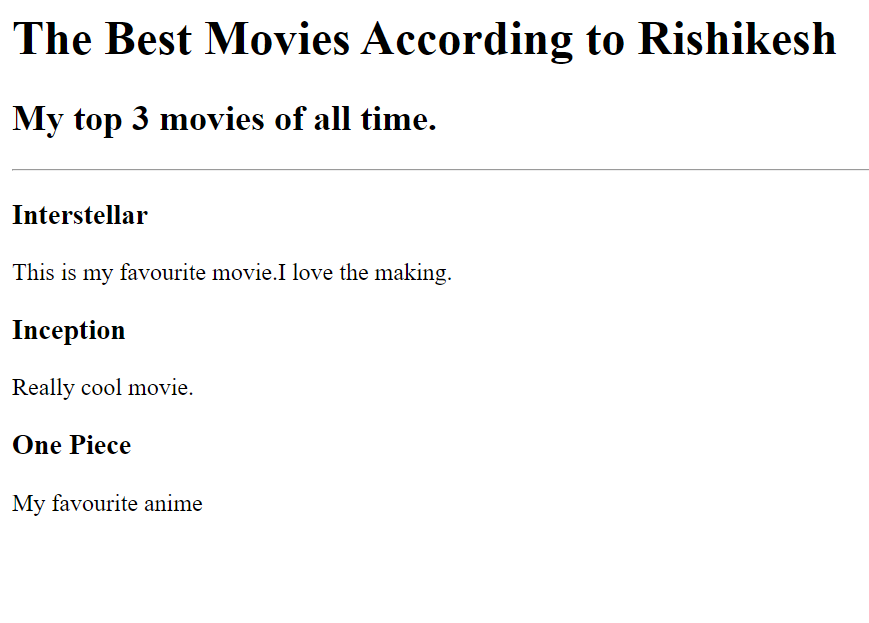 The Best Movies According to Rishikesh
My top 3 movies of all time.
Interstellar
This is my favourite movie.I love the making.
Inception
Really cool movie.
One Piece
My favourite anime